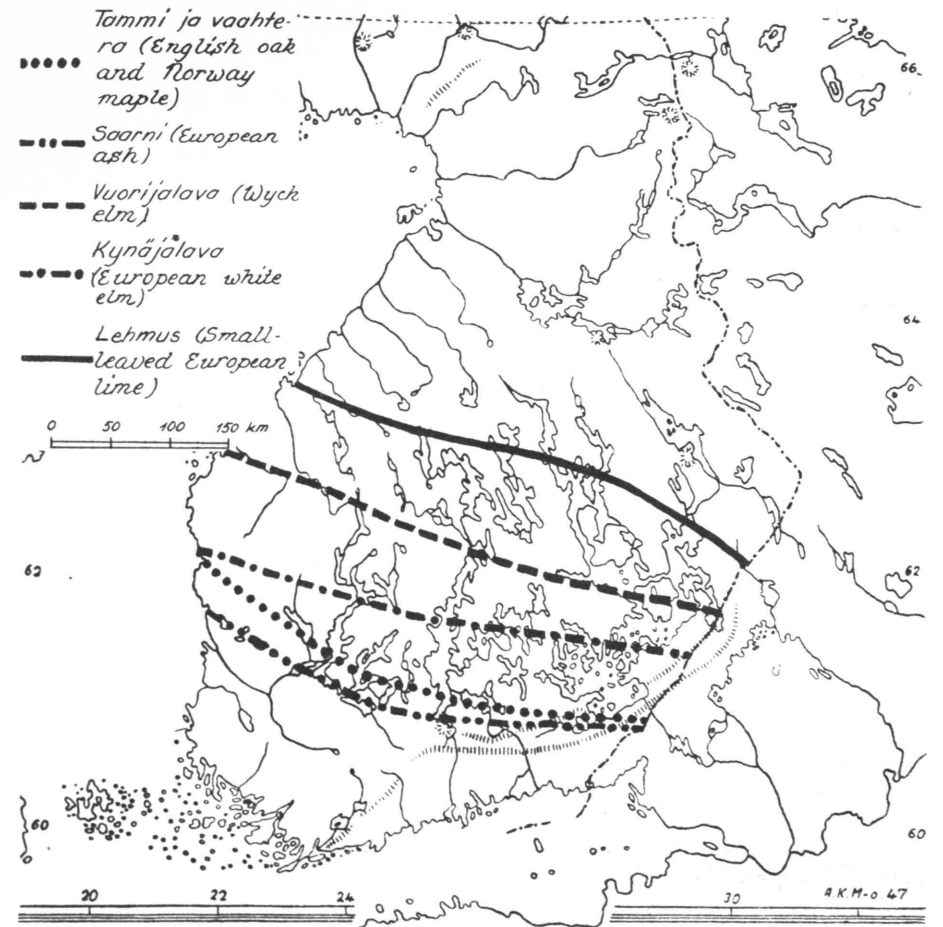 Tammi ja vaahte-
ra (English oak
and Norway
maple)
Saarni (European
ash)
Vuorijalava (Wych
elm)
Kynäjalava
(European white
elm)
Lehmus (Small-
leaved European
lime)
0 50 100 150 km
66
64
62
62
60
60
20 22 24 30
A.K.M-o 47